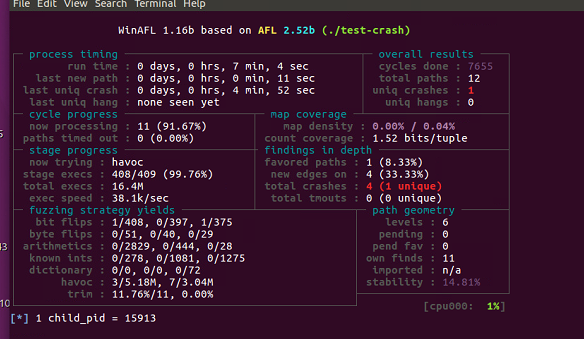 File Edit View Search Terminal Help
WinAFL 1.16b based on AFL 2.52b (./test-crash)
process timing overall results
run time : 0 days, 0 hrs, 7 min, 4 sec cycles done : 7655
last new path : 0 days, 0 hrs, 0 min, 11 sec total paths : 12
last uniq crash : 0 days, 0 hrs, 4 min, 52 sec uniq crashes : 1
last uniq hang : none seen yet uniq hangs : 0
cycle progress map coverage
now processing : 11 (91.67%) map density : 0.00% / 0.04%
paths timed out : 0 (0.00%) count coverage : 1.52 bits/tuple
stage progress findings in depth
now trying : havoc favored paths : 1 (8.33%)
stage execs : 408/409 (99.76%) new edges on : 4 (33.33%)
total execs : 16.4M total crashes : 4 (1 unique)
exec speed : 38.1k/sec total tmouts : 0 (0 unique)
fuzzing strategy yields path geometry
bit flips : 1/408, 0/397, 1/375 levels : 6
byte flips : 0/51, 0/40, 0/29 pending : 0
arithmetics : 0/2829, 0/444, 0/28 pend fav : 0
known ints : 0/278, 0/1081, 0/1275 own finds : 11
dictionary : 0/0, 0/0, 0/72 imported : n/a
havoc : 3/5.18M, 7/3.04M stability : 14.81%
trim : 11.76%/11, 0.00%
[cpu000: 1%]
[*] 1 child_pid = 15913